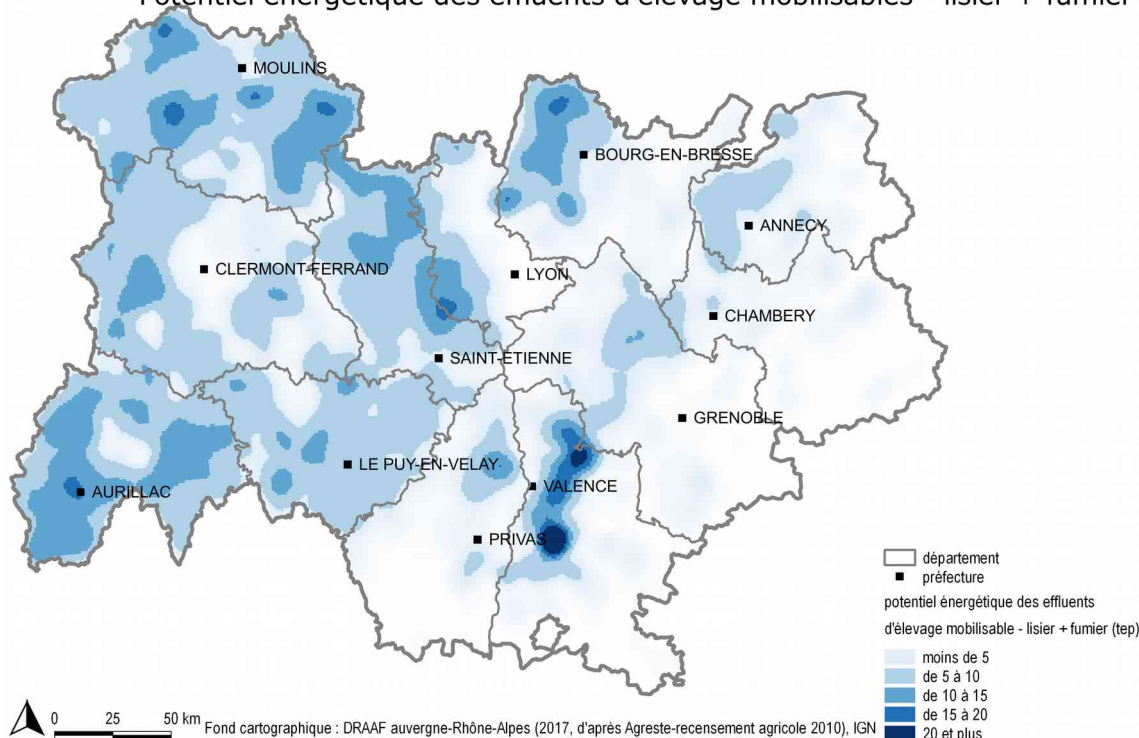 Potentiel énergétique des effluents d'élevage mobilisables - lisier + fumier
MOULINS
BOURG-EN-BRESSE
ANNECY
CLERMONT-FERRAND
LYON
CHAMBERY
SAINT-ETIENNE
GRENOBLE
LE PUY-EN-VELAY
AURILLAC
VALENCE
PRIVAS
département
préfecture
potentiel énergétique des effluents
d'élevage mobilisable - lisier + fumier (tep)
moins de 5
de 5 à 10
de 10 à 15
de 15 à 20
20 et plus
0 25 50 km
Fond cartographique : DRAAF auvergne-Rhône-Alpes (2017, d'après Agreste-recensement agricole 2010), IGN